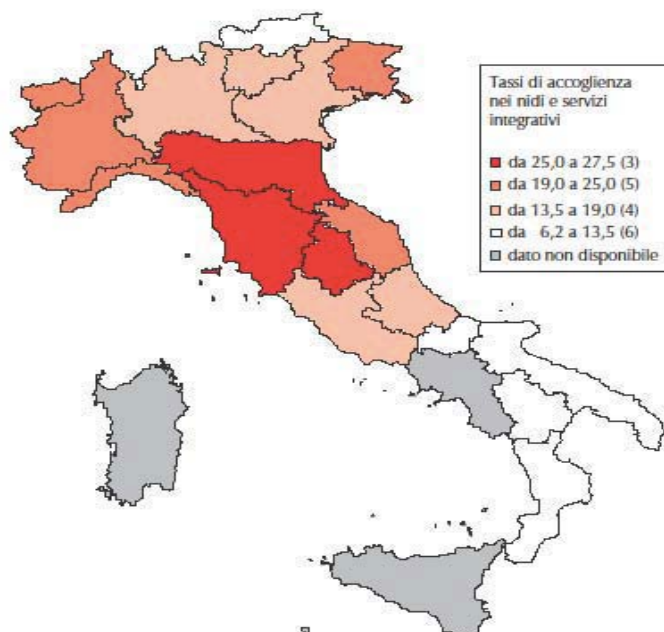 Tassi di accoglienza
nei nidi e servizi
integrativi
da 25,0 a 27,5 (3)
da 19,0 a 25,0 (5)
da 13,5 a 19,0 (4)
da 6,2 a 13,5 (6)
dato non disponibile